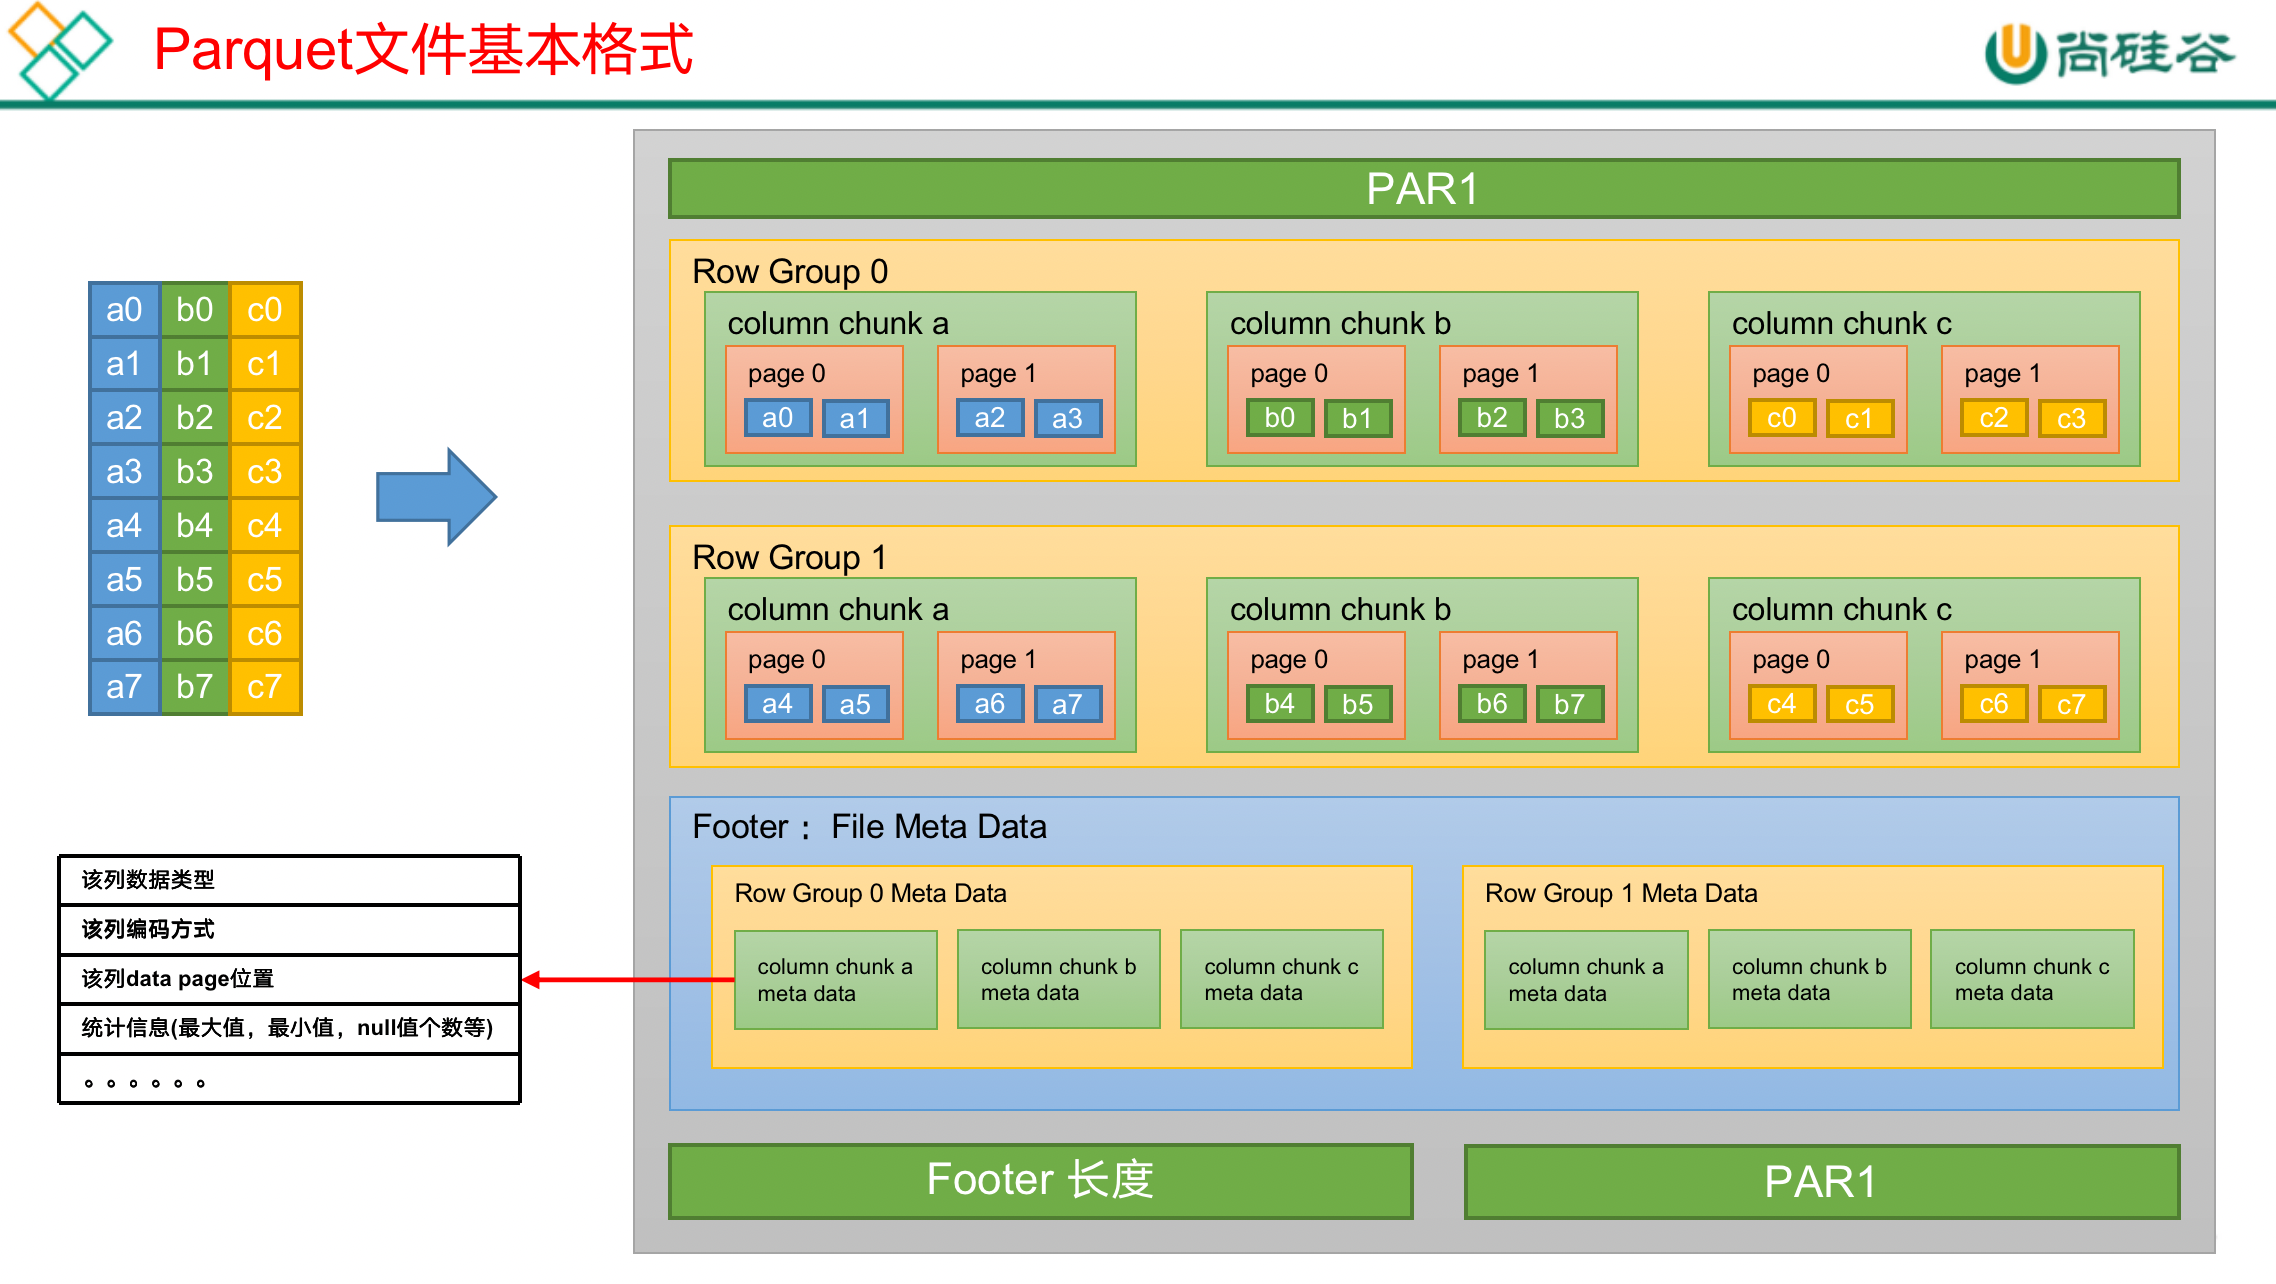 Parquet文件基本格式
尚硅谷
a0 b0 c0
a1 b1 c1
a2 b2 c2
a3 b3 c3
a4 b4 c4
a5 b5 c5
a6 b6 c6
a7 b7 c7
该列数据类型
该列编码方式
该列data page位置
统计信息(最大值，最小值，null值个数等)
。。。。。。
PAR1
Row Group 0
column chunk a
page 0
a0 a1
page 1
a2 a3
column chunk b
page 0
b0 b1
page 1
b2 b3
column chunk c
page 0
c0 c1
page 1
c2 c3
Row Group 1
column chunk a
page 0
a4 a5
page 1
a6 a7
column chunk b
page 0
b4 b5
page 1
b6 b7
column chunk c
page 0
c4 c5
page 1
c6 c7
Footer： File Meta Data
Row Group 0 Meta Data
column chunk a
meta data
column chunk b
meta data
column chunk c
meta data
Row Group 1 Meta Data
column chunk a
meta data
column chunk b
meta data
column chunk c
meta data
Footer 长度
PAR1